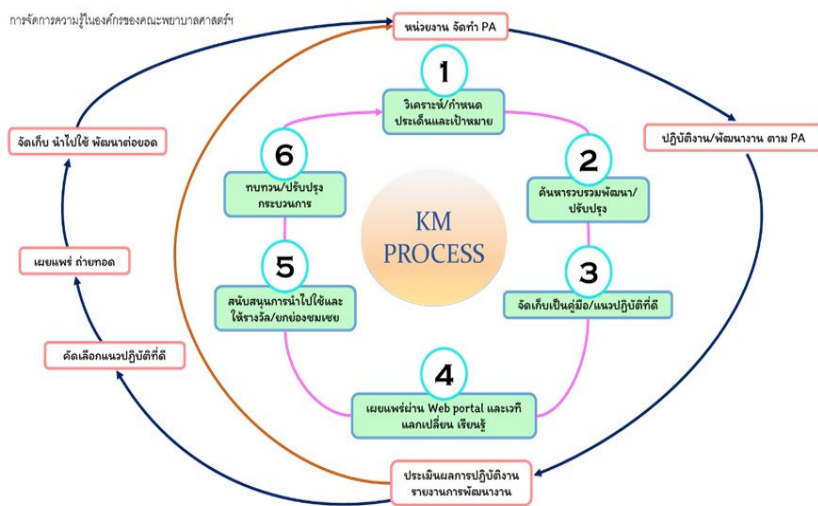 การจัดการความรู้ในองค์กรของคณะพยาบาลศาสตร์ฯ
หน่วยงาน จัดทำ PA
1
วิเคราะห์/กำหนด
ประเด็นและเป้าหมาย
จัดเก็บ นำไปใช้ พัฒนาต่อยอด
ปฏิบัติงาน/พัฒนางาน ตาม PA
6
ทบทวน/ปรับปรุง
กระบวนการ
2
ค้นหารวบรวมพัฒนา/
ปรับปรุง
KM
PROCESS
เผยแพร่ ถ่ายทอด
5
สนับสนุนการนำไปใช้และ
ให้รางวัล/ยกย่องชมเชย
3
จัดเก็บเป็นคู่มือ/แนวปฏิบัติที่ดี
คัดเลือกแนวปฏิบัติที่ดี
4
เผยแพร่ผ่าน Web portal และเวที
แลกเปลี่ยน เรียนรู้
ประเมินผลการปฏิบัติงาน
รายงานการพัฒนางาน